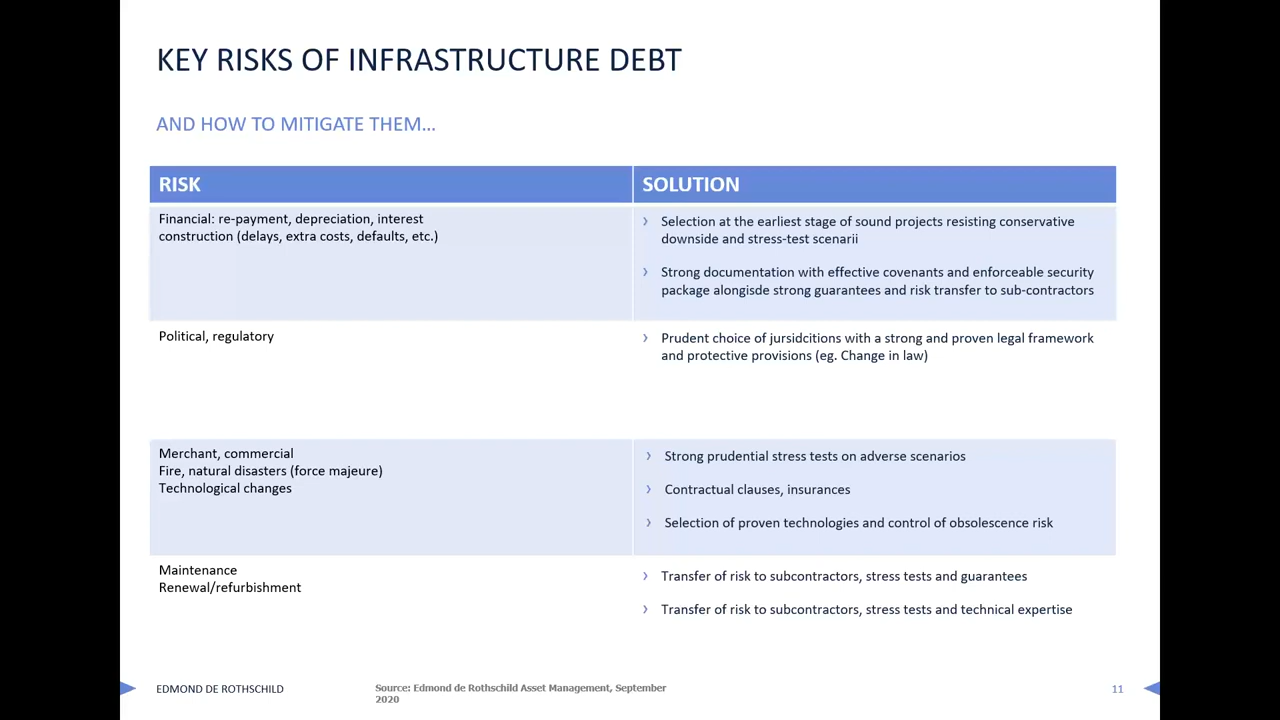 KEY RISKS OF INFRASTRUCTURE DEBT
AND HOW TO MITIGATE THEM...
RISK
SOLUTION
Financial: re-payment, depreciation, interest
construction (delays, extra costs, defaults, etc.)
› Selection at the earliest stage of sound projects resisting conservative
downside and stress-test scenarii
› Strong documentation with effective covenants and enforceable security
package alongisde strong guarantees and risk transfer to sub-contractors
Political, regulatory
› Prudent choice of jursidcitions with a strong and proven legal framework
and protective provisions (eg. Change in law)
Merchant, commercial
Fire, natural disasters (force majeure)
Technological changes
› Strong prudential stress tests on adverse scenarios
› Contractual clauses, insurances
› Selection of proven technologies and control of obsolescence risk
Maintenance
Renewal/refurbishment
› Transfer of risk to subcontractors, stress tests and guarantees
› Transfer of risk to subcontractors, stress tests and technical expertise
EDMOND DE ROTHSCHILD
Source: Edmond de Rothschild Asset Management, September
2020
11